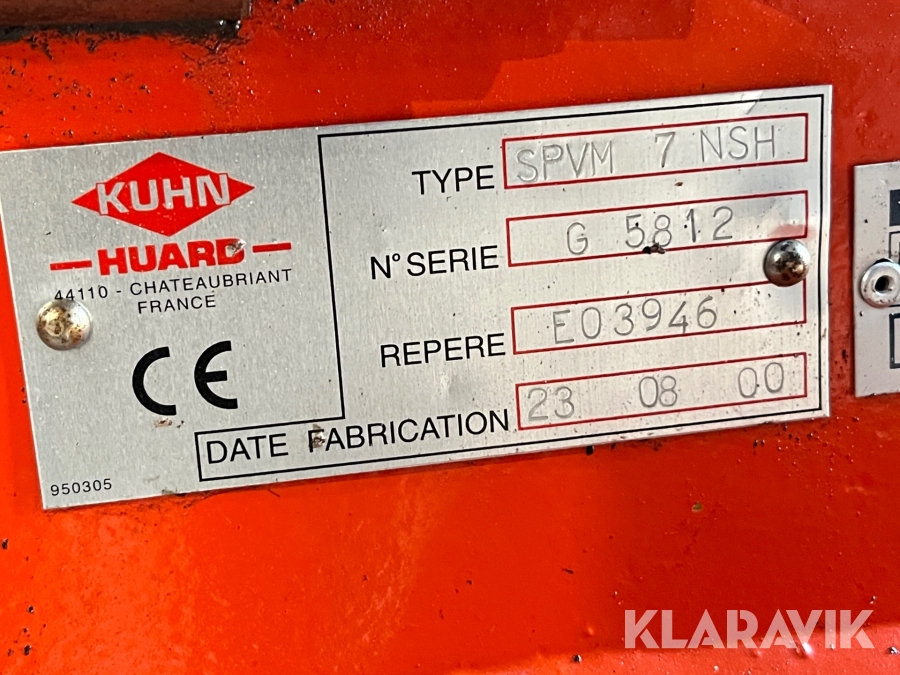 KUHN
HUARD
44110 - CHATEAUBRIANT
FRANCE
CE
950305
TYPE SPVM 7 NSH
N° SERIE G 5812
REPERE E03946
DATE FABRICATION 23 08 00
KLARAVIK